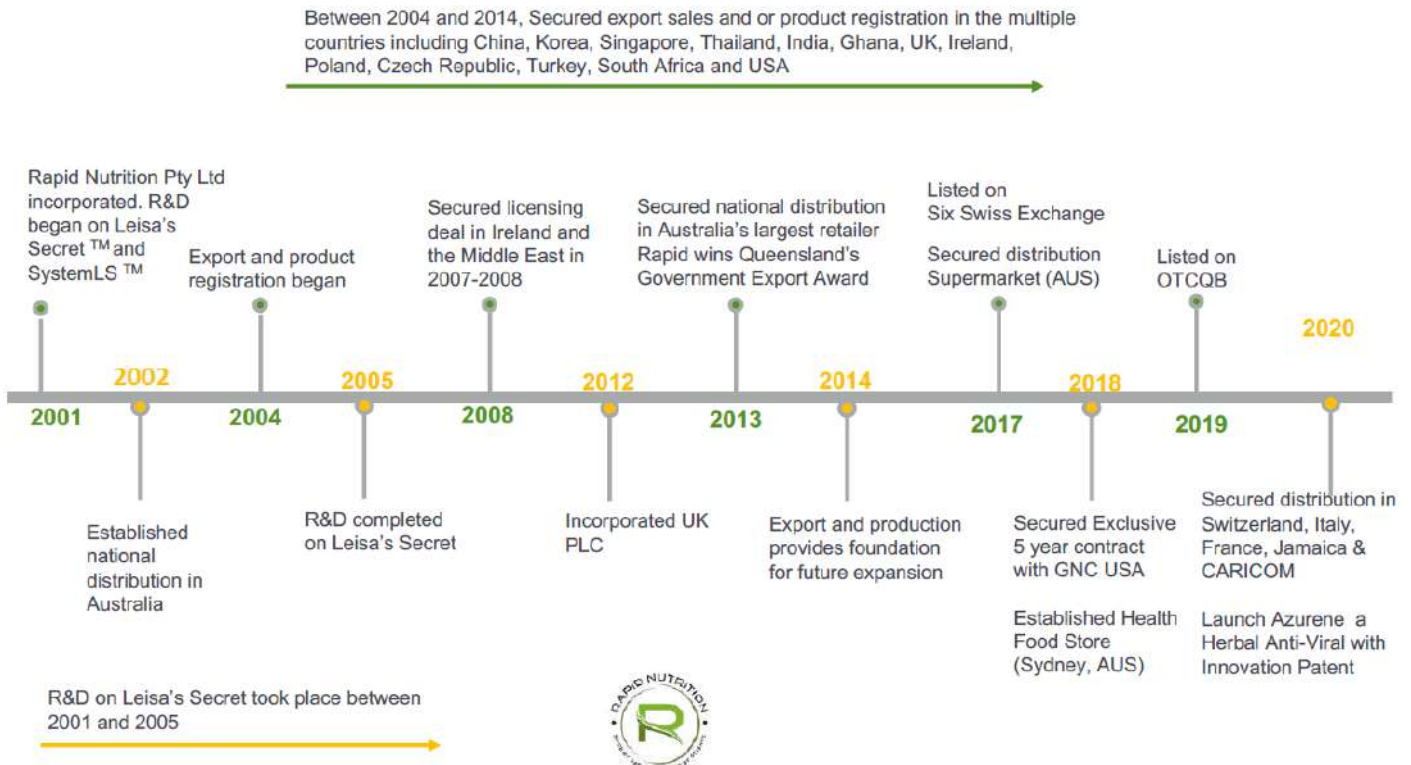 Between 2004 and 2014, Secured export sales and or product registration in the multiple
countries including China, Korea, Singapore, Thailand, India, Ghana, UK, Ireland,
Poland, Czech Republic, Turkey, South Africa and USA
Rapid Nutrition Pty Ltd
incorporated. R&D
began on Leisa's
Secret ™ and
SystemLS ™
Export and product
registration began
Secured licensing
deal in Ireland and
the Middle East in
2007-2008
Secured national distribution
in Australia's largest retailer
Rapid wins Queensland's
Government Export Award
Listed on
Six Swiss Exchange
Secured distribution
Supermarket (AUS)
Listed on
OTCQB
2020
2002
2005
2012
2014
2018
2001
2004
2008
2013
2017
2019
Established
national
distribution in
Australia
R&D completed
on Leisa's Secret
Incorporated UK
PLC
Export and production
provides foundation
for future expansion
Secured Exclusive
5 year contract
with GNC USA
Established Health
Food Store
(Sydney, AUS)
Secured distribution in
Switzerland, Italy,
France, Jamaica &
CARICOM
Launch Azurene a
Herbal Anti-Viral with
Innovation Patent
R&D on Leisa's Secret took place between
2001 and 2005
RAPID NUTRITION
R